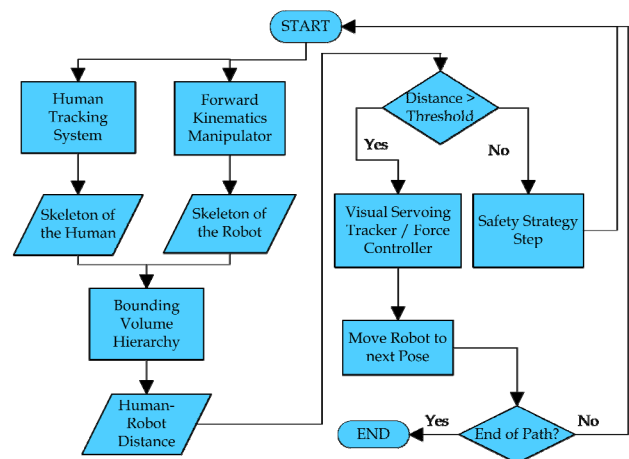 START
Human
Tracking
System
Forward
Kinematics
Manipulator
Skeleton of
the Human
Skeleton of
the Robot
Bounding
Volume
Hierarchy
Human-
Robot
Distance
Distance >
Threshold
Yes
No
Visual Servoing
Tracker / Force
Controller
Safety Strategy
Step
Move Robot to
next Pose
End of Path?
Yes
No
END